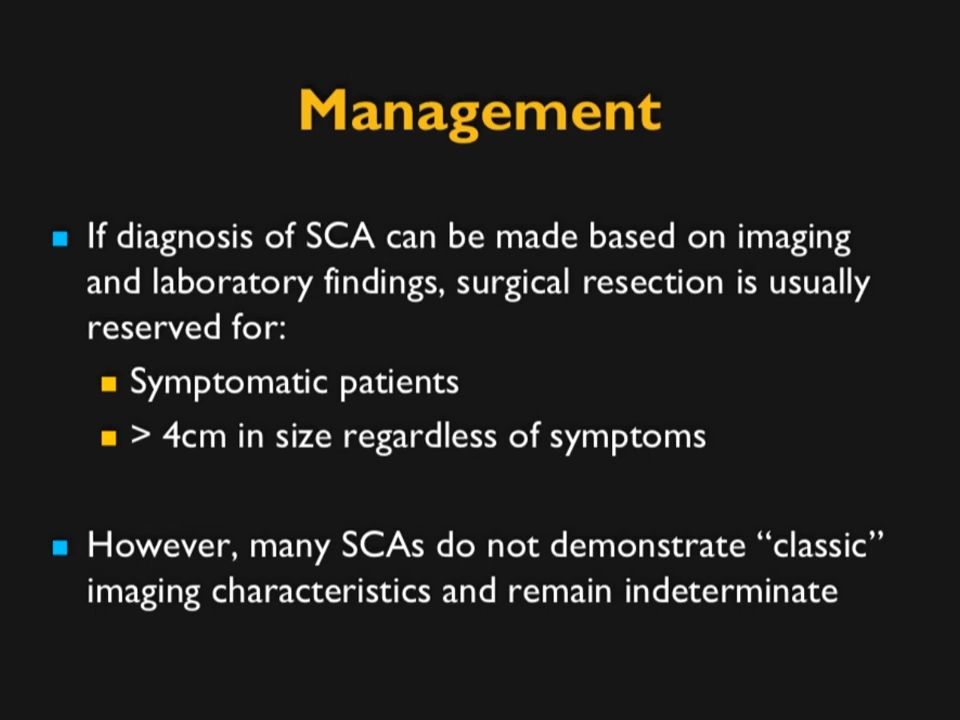 Management
If diagnosis of SCA can be made based on imaging
and laboratory findings, surgical resection is usually
reserved for:
Symptomatic patients
> 4cm in size regardless of symptoms
However, many SCAs do not demonstrate “classic”
imaging characteristics and remain indeterminate